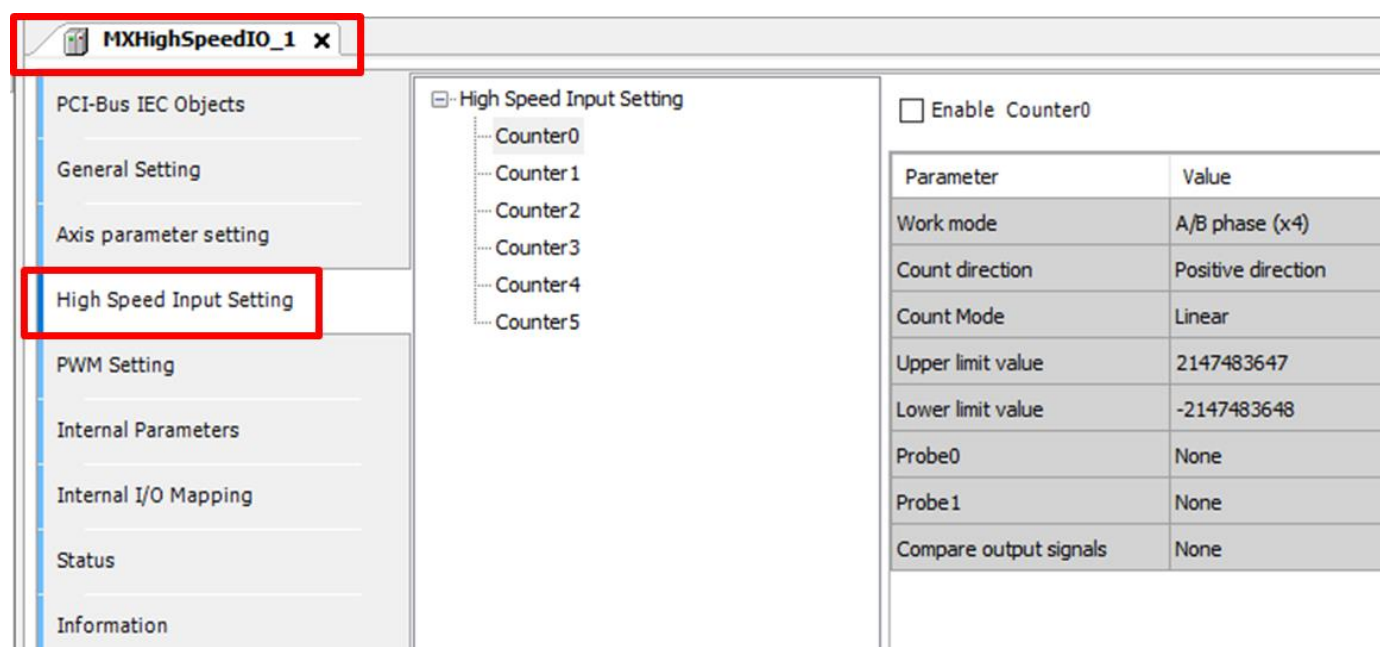 MXHighSpeedIO_1 x
PCI-Bus IEC Objects
General Setting
Axis parameter setting
High Speed Input Setting
PWM Setting
Internal Parameters
Internal I/O Mapping
Status
Information
High Speed Input Setting
Counter0
Counter1
Counter2
Counter3
Counter4
Counter5
Enable Counter0
Parameter Value
Work mode A/B phase (x4)
Count direction Positive direction
Count Mode Linear
Upper limit value 2147483647
Lower limit value -2147483648
Probe0 None
Probe1 None
Compare output signals None